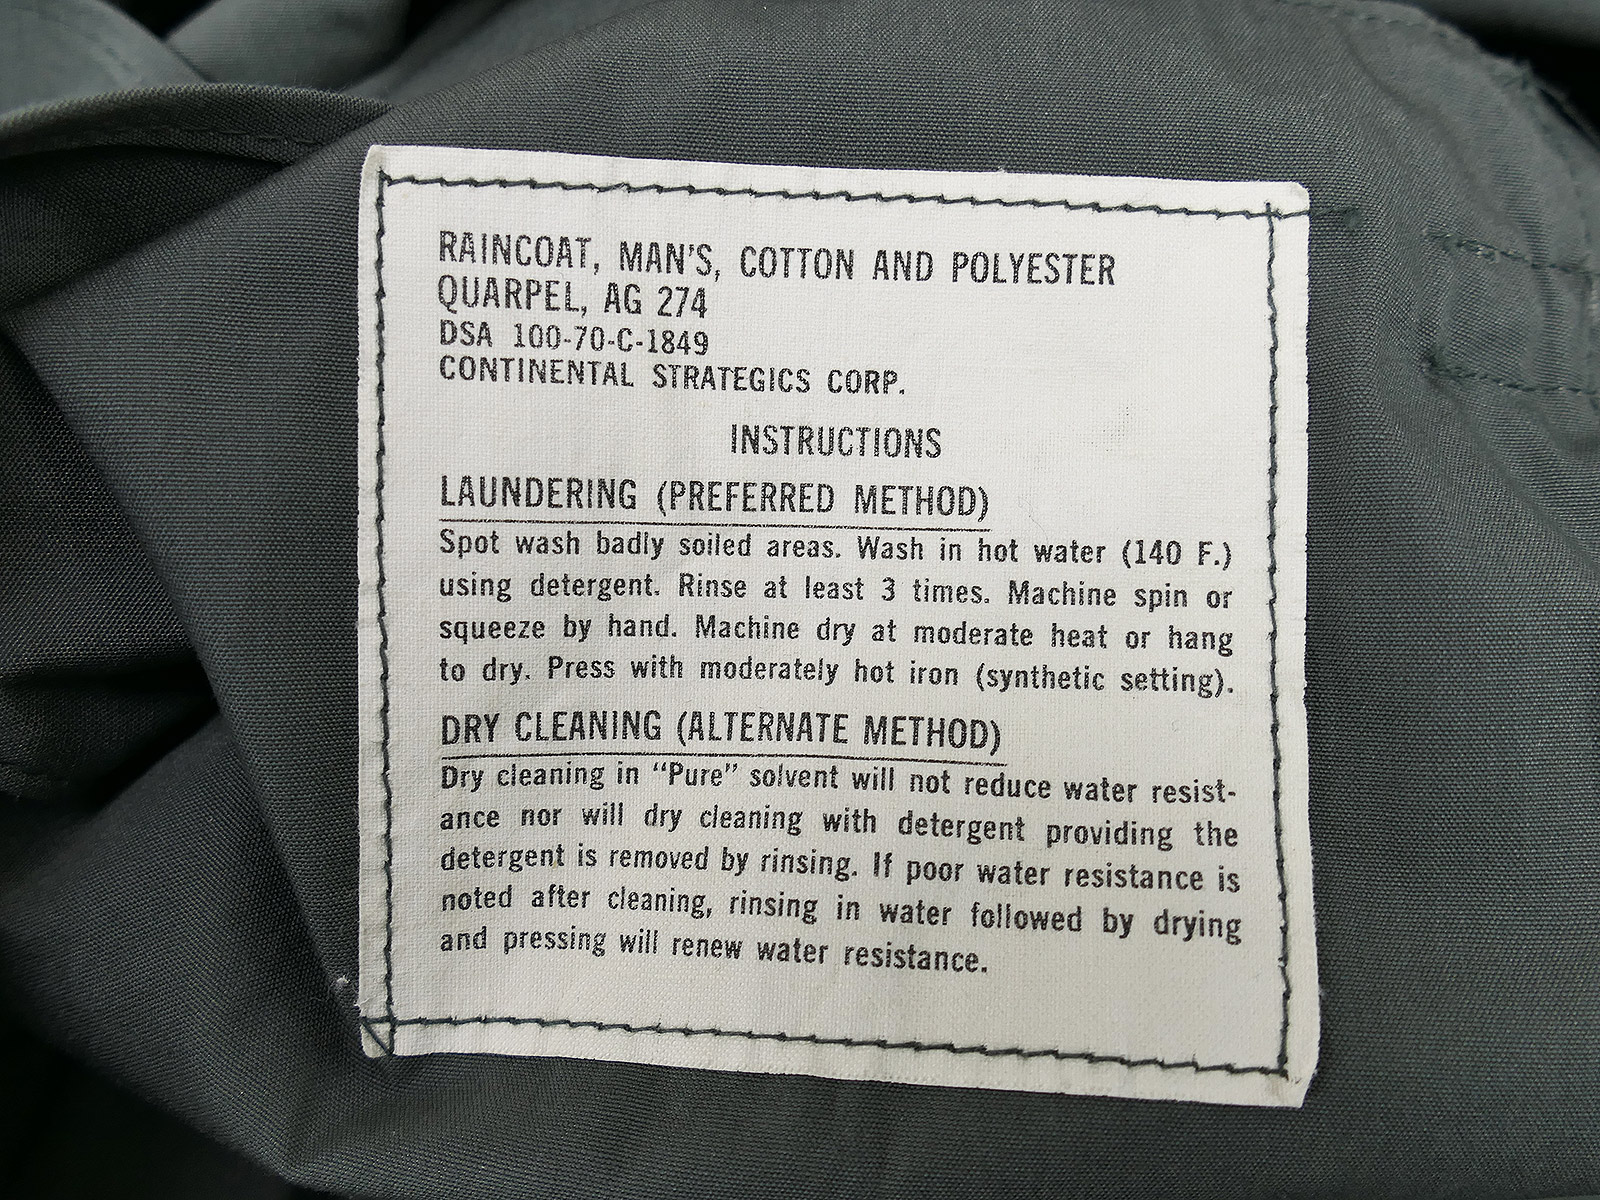 RAINCOAT, MAN'S, COTTON AND POLYESTER
QUARPEL, AG 274
DSA 100-70-C-1849
CONTINENTAL STRATEGICS CORP.
INSTRUCTIONS
LAUNDERING (PREFERRED METHOD)
Spot wash badly soiled areas. Wash in hot water (140 F.)
using detergent. Rinse at least 3 times. Machine spin or
squeeze by hand. Machine dry at moderate heat or hang
to dry. Press with moderately hot iron (synthetic setting).
DRY CLEANING (ALTERNATE METHOD)
Dry cleaning in “Pure” solvent will not reduce water resist-
ance nor will dry cleaning with detergent providing the
detergent is removed by rinsing. If poor water resistance is
noted after cleaning, rinsing in water followed by drying
and pressing will renew water resistance.